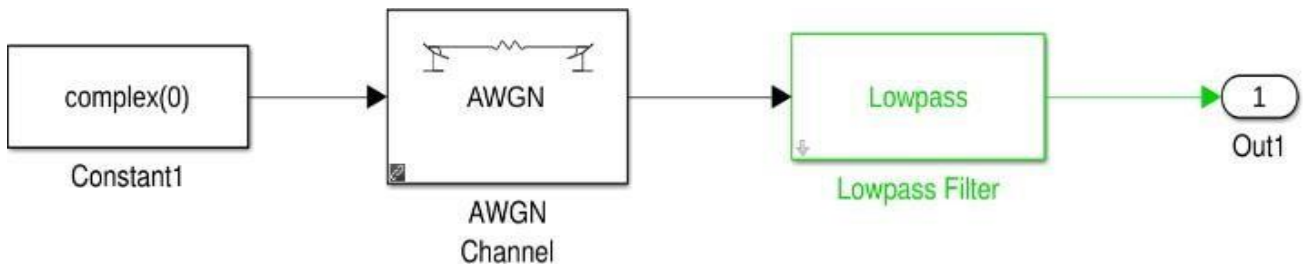 complex(0)
Constant1
AWGN
AWGN
Channel
Lowpass
Lowpass Filter
1
Out1